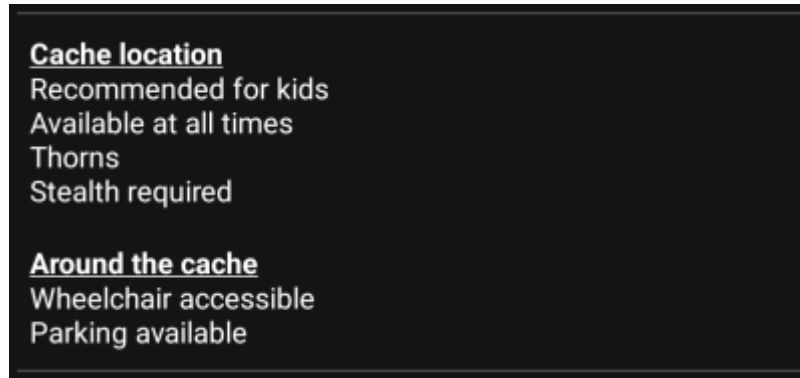 Cache location
Recommended for kids
Available at all times
Thorns
Stealth required
Around the cache
Wheelchair accessible
Parking available